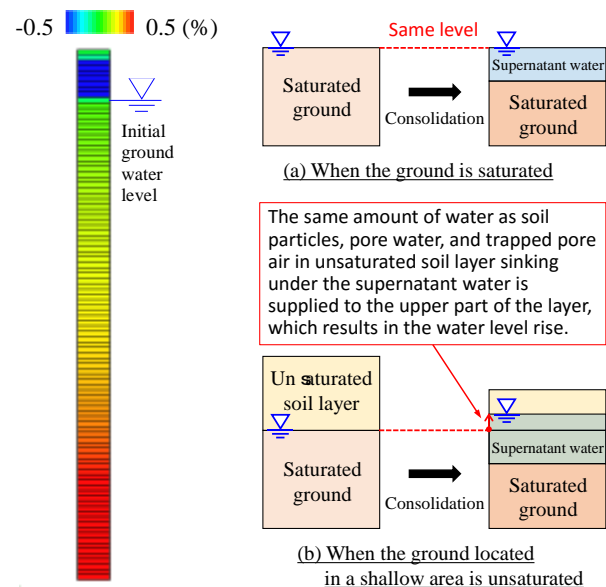 -0.5
0.5 (%)
Initial
ground
water
level
Same level
Saturated
ground
Consolidation
Supernatant water
Saturated
ground
(a) When the ground is saturated
The same amount of water as soil
particles, pore water, and trapped pore
air in unsaturated soil layer sinking
under the supernatant water is
supplied to the upper part of the layer,
which results in the water level rise.
Un saturated
soil layer
Saturated
ground
Consolidation
Supernatant water
Saturated
ground
(b) When the ground located
in a shallow area is unsaturated